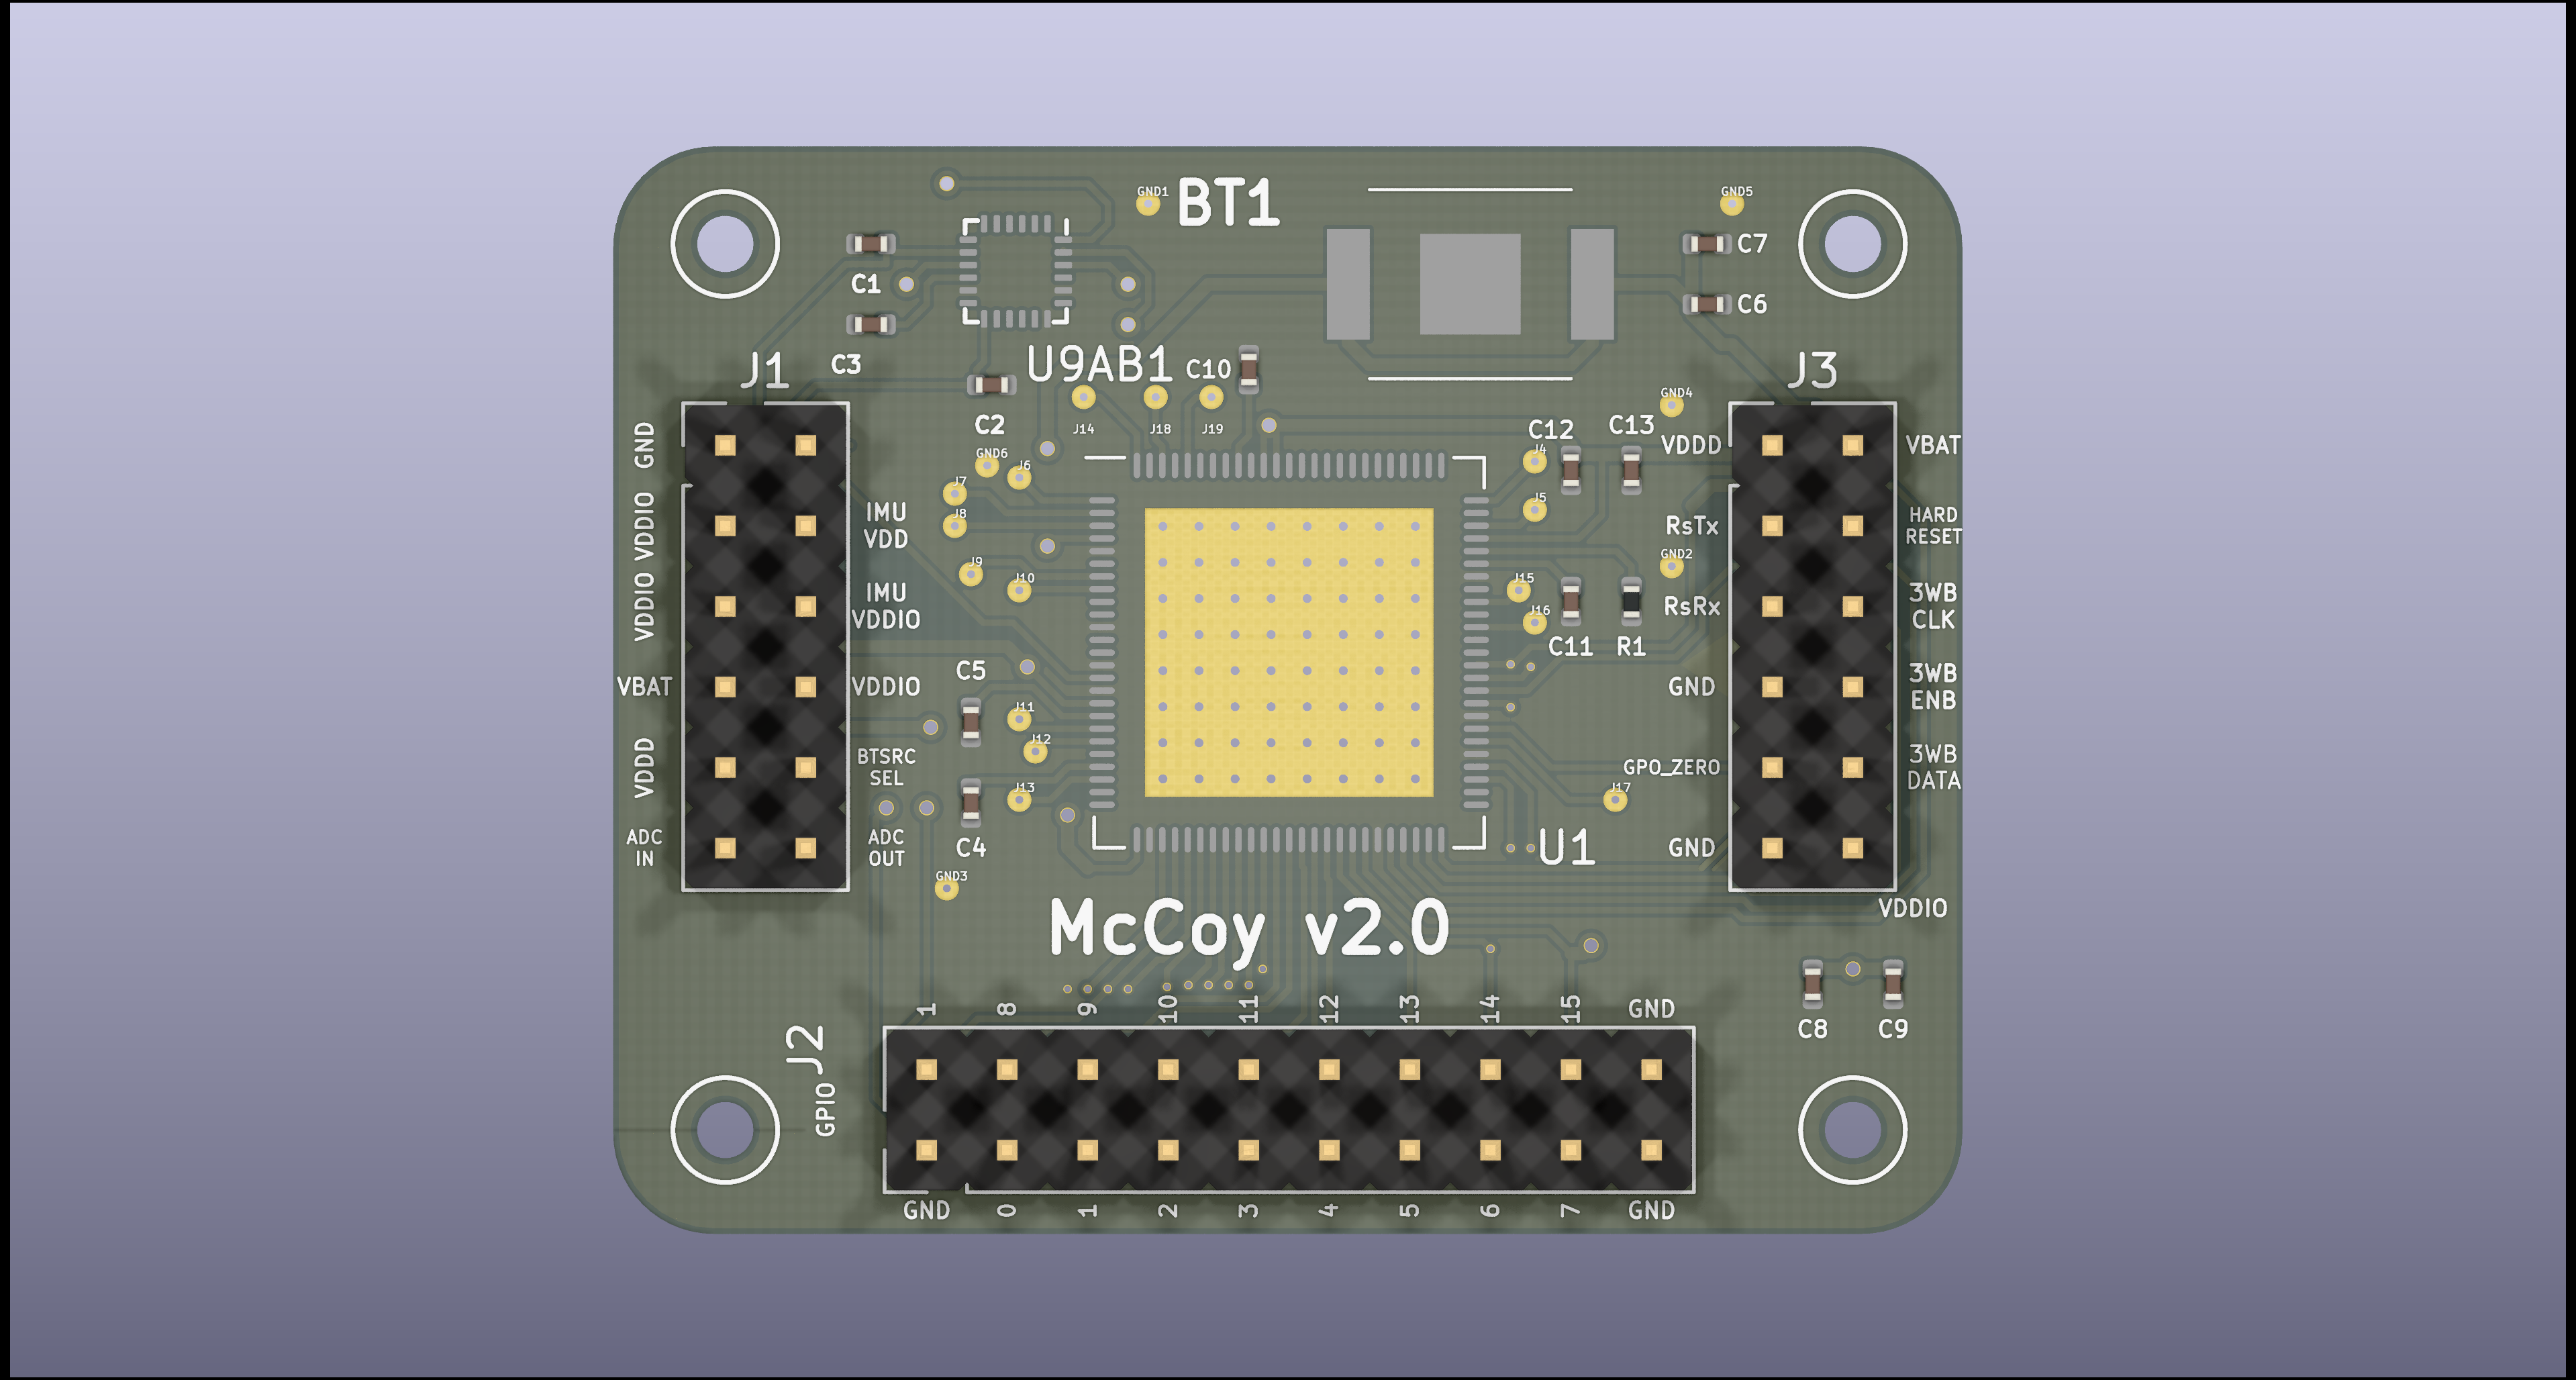 GND1
BT1
GND5
C7
C1
C6
C3
U9AB1
C10
J1
J3
GND4
C2
J14
J18
J19
C12
C13
GND
VDDD
VBAT
GND6
J6
J4
J7
J8
J5
IMU
VDD
VDDIO
RsTx
HARD
RESET
GND2
J9
J10
J15
IMU
VDDIO
VDDIO
J16
RsRx
3WB
CLK
C11
R1
C5
VBAT
VDDIO
GND
3WB
ENB
J11
J12
VDDD
BTSRC
SEL
GPO_ZERO
3WB
DATA
J13
J17
ADC
IN
ADC
OUT
C4
U1
GND
GND3
McCoy v2.0
VDDIO
1
8
9
10
11
12
13
14
15
GND
C8
C9
J2
GPIO
GND
0
1
2
3
4
5
6
7
GND